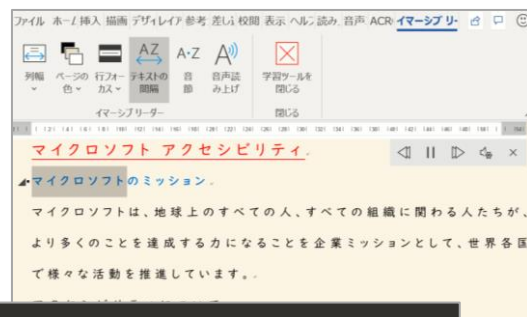 ファイル ホーム 挿入 描画 デザイ レイア 参考 差し込 校閲 表示 ヘルプ 読み 音声 ACR イマーシブ リ-
列幅 ページの色 行フォーカス テキストの間隔 音節 音声読み上げ 学習ツールを閉じる
イマーシブ リーダー 閉じる
マイクロソフト アクセシビリティ
マイクロソフトのミッション
マイクロソフトは、地球上のすべての人、すべての組織に関わる人たちが、
より多くのことを達成する力になることを企業ミッションとして、世界各国
で様々な活動を推進しています。